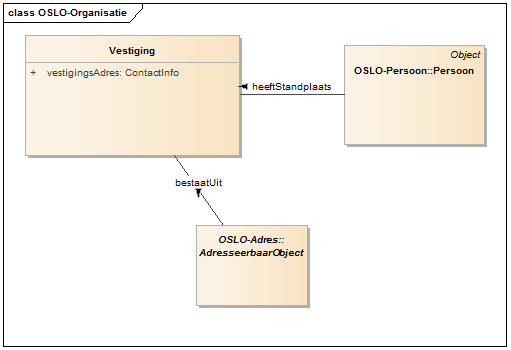 class OSLO-Organisatie
Vestiging
+ vestigingsAdres: ContactInfo
Object
OSLO-Persoon::Persoon
heeftStandplaats
bestaatUit
OSLO-Adres::
AdresseerbaarObject